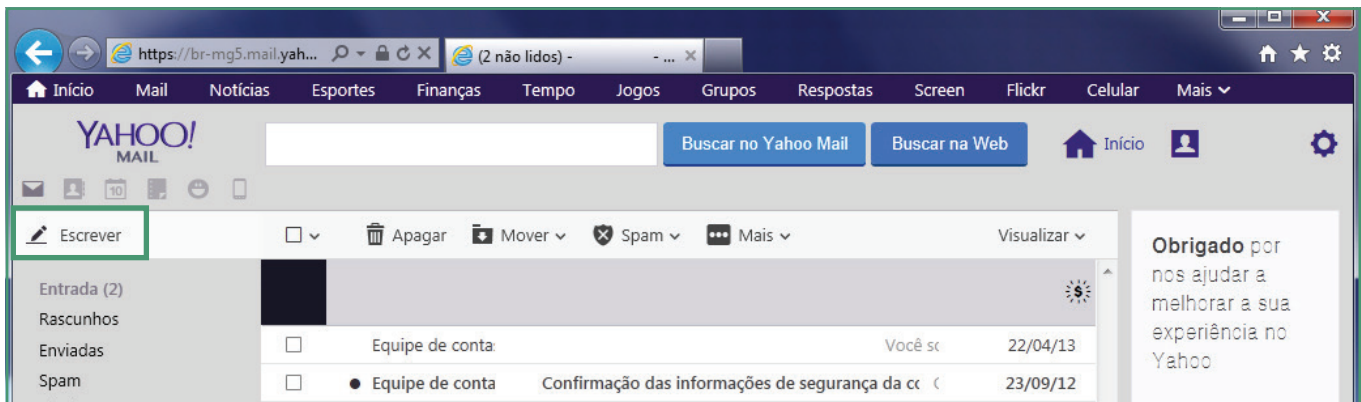 https://br-mg5.mail.yah... (2 não lidos) - - ...
Início Mail Notícias Esportes Finanças Tempo Jogos Grupos Respostas Screen Flickr Celular Mais
YAHOO! MAIL Buscar no Yahoo Mail Buscar na Web Início
10
Escrever Apagar Mover Spam Mais Visualizar
Entrada (2)
Rascunhos
Enviadas
Spam
Equipe de conta Você 22/04/13
Equipe de conta Confirmação das informações de segurança da 23/09/12
Obrigado por
nos ajudar a
melhorar a sua
experiência no
Yahoo